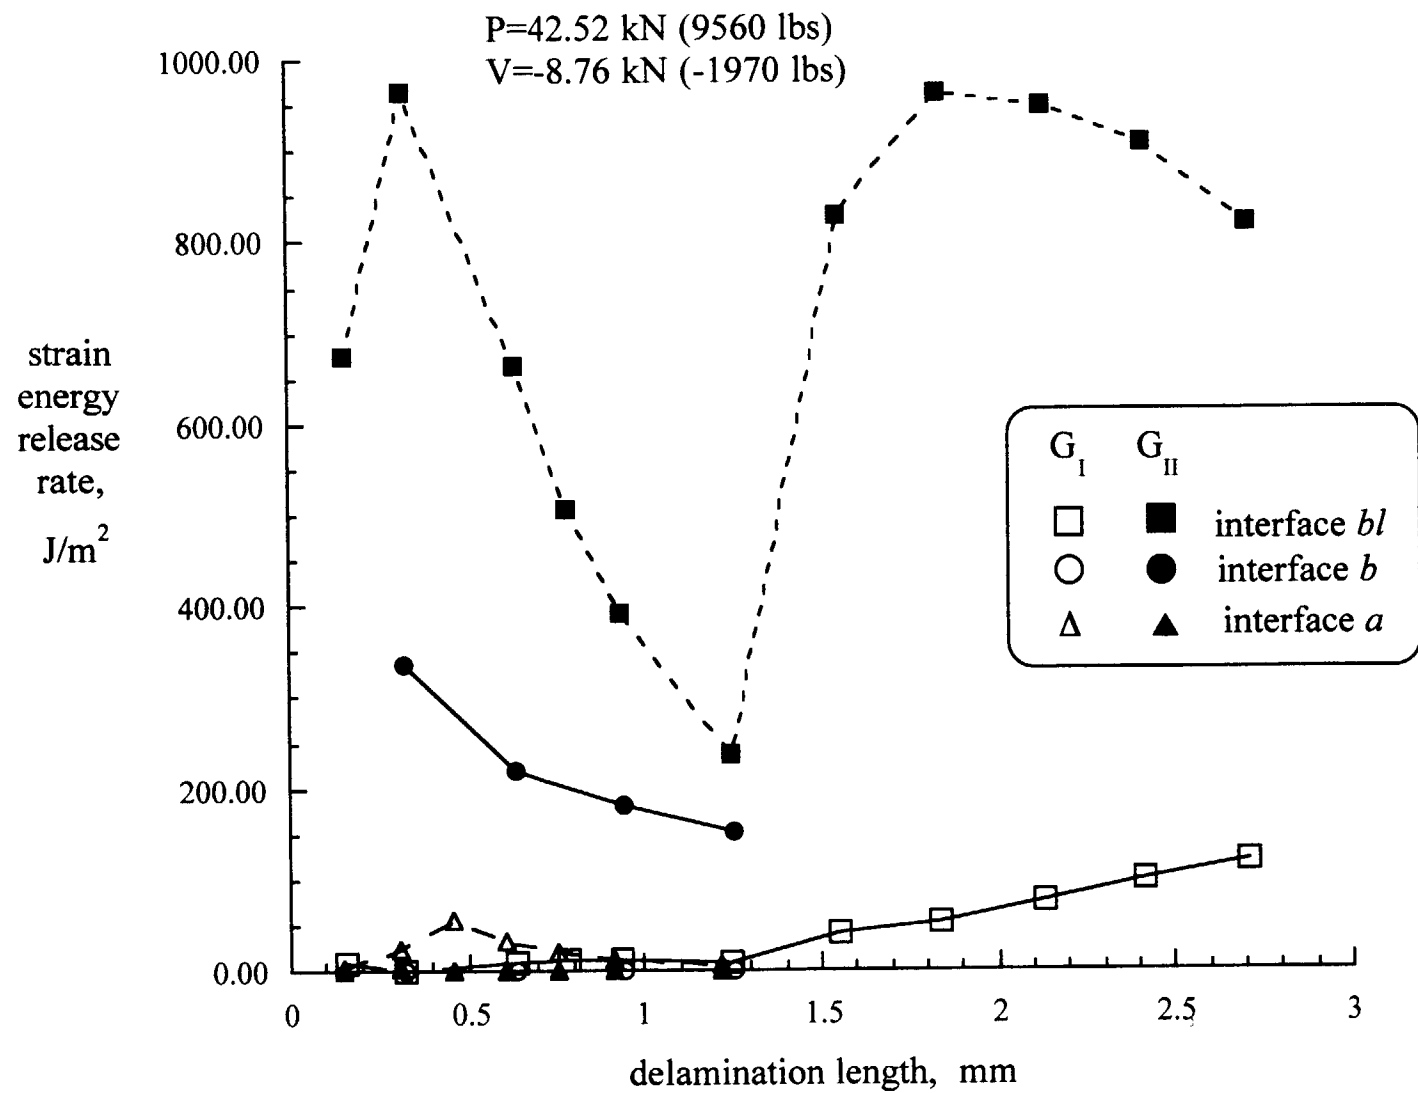 P=42.52 kN (9560 lbs)
V=-8.76 kN (-1970 lbs)
1000.00
800.00
600.00
400.00
200.00
0.00
strain
energy
release
rate,
J/m²
G_I G_II
interface bl
interface b
interface a
0 0.5 1 1.5 2 2.5 3
delamination length, mm